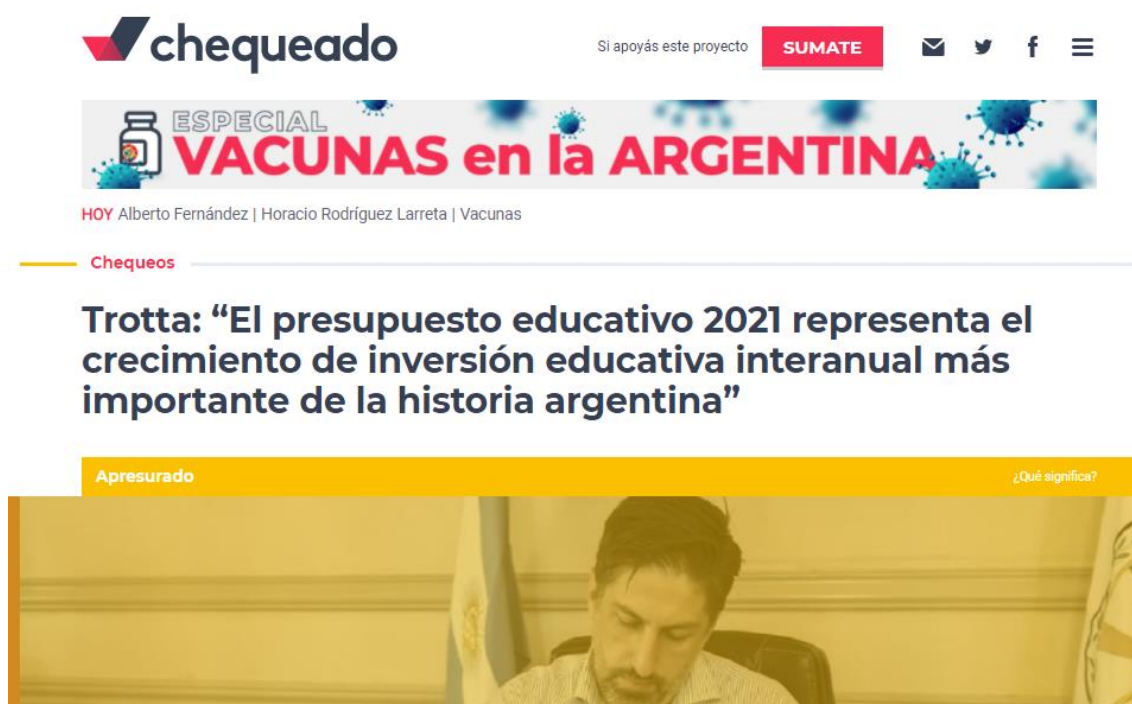 chequeado
Si apoyás este proyecto SUMATE
ESPECIAL
VACUNAS en la ARGENTINA
HOY Alberto Fernández | Horacio Rodríguez Larreta | Vacunas
Chequeos
Trotta: “El presupuesto educativo 2021 representa el
crecimiento de inversión educativa interanual más
importante de la historia argentina”
Apresurado ¿Qué significa?